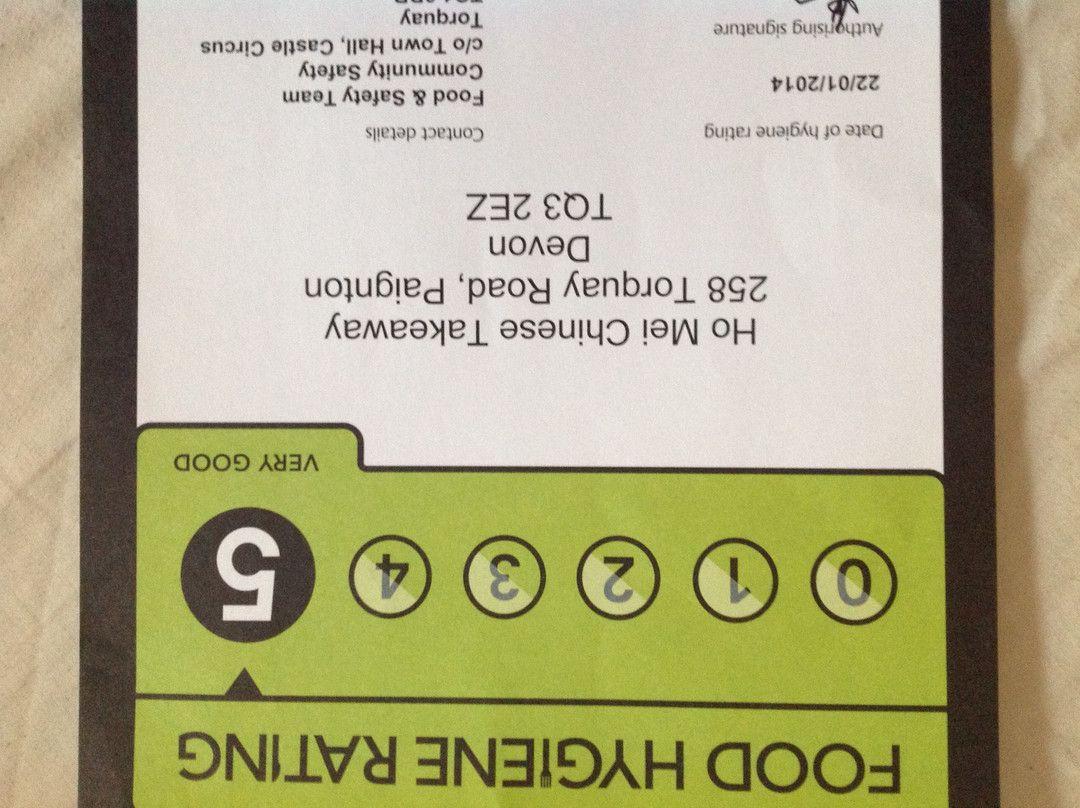 FOOD HYGIENE RATING
0 1 2 3 4 5
VERY GOOD
Ho Mei Chinese Takeaway
258 Torquay Road, Paignton
Devon
TQ3 2EZ
Date of hygiene rating
22/01/2014
Authorising signature
Contact details
Food & Safety Team
Community Safety
c/o Town Hall, Castle Circus
Torquay